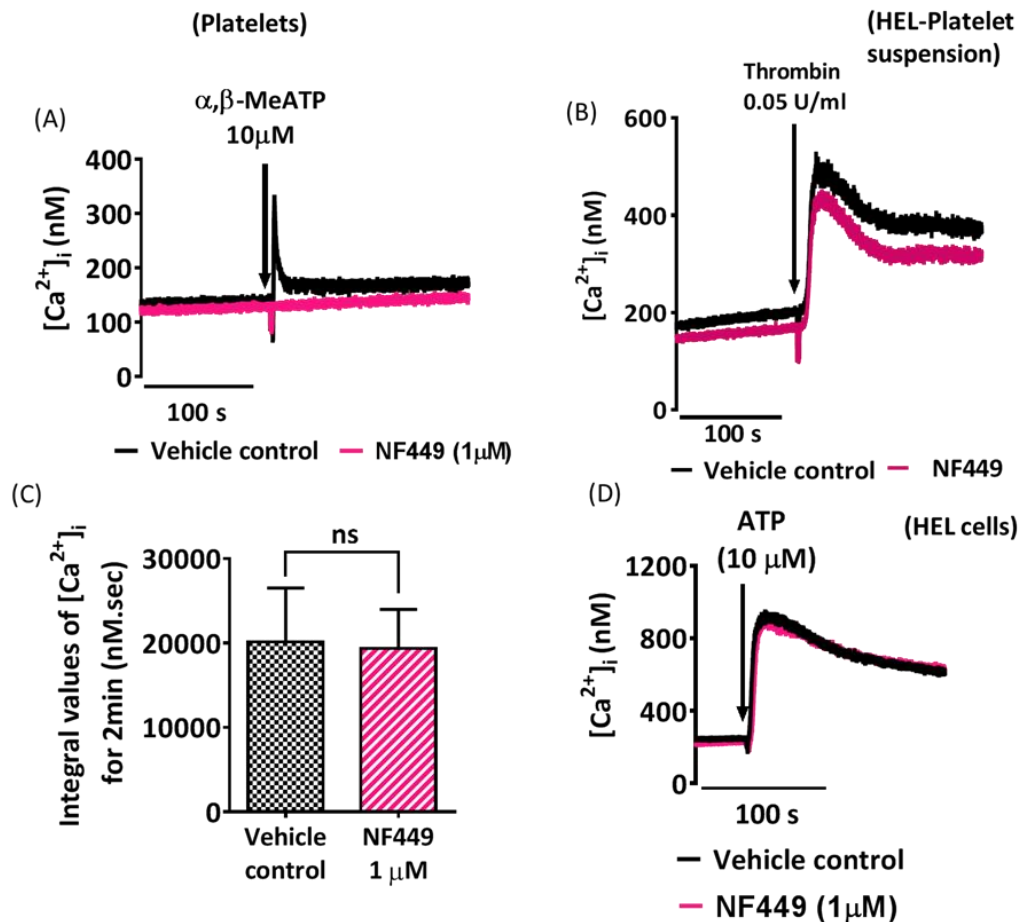 (Platelets)
(HEL-Platelet
suspension)
(A)
α,β-MeATP
10μM
400
300
200
100
0
[Ca²⁺]ᵢ (nM)
100 s
Vehicle control
NF449 (1μM)
(B)
Thrombin
0.05 U/ml
600
400
200
0
[Ca²⁺]ᵢ (nM)
100 s
Vehicle control
NF449
(C)
ns
30000
20000
10000
0
Integral values of [Ca²⁺]ᵢ
for 2min (nM.sec)
Vehicle
control
NF449
1 μM
(D)
ATP
(10 μM)
(HEL cells)
1200
800
400
0
[Ca²⁺]ᵢ (nM)
100 s
Vehicle control
NF449 (1μM)